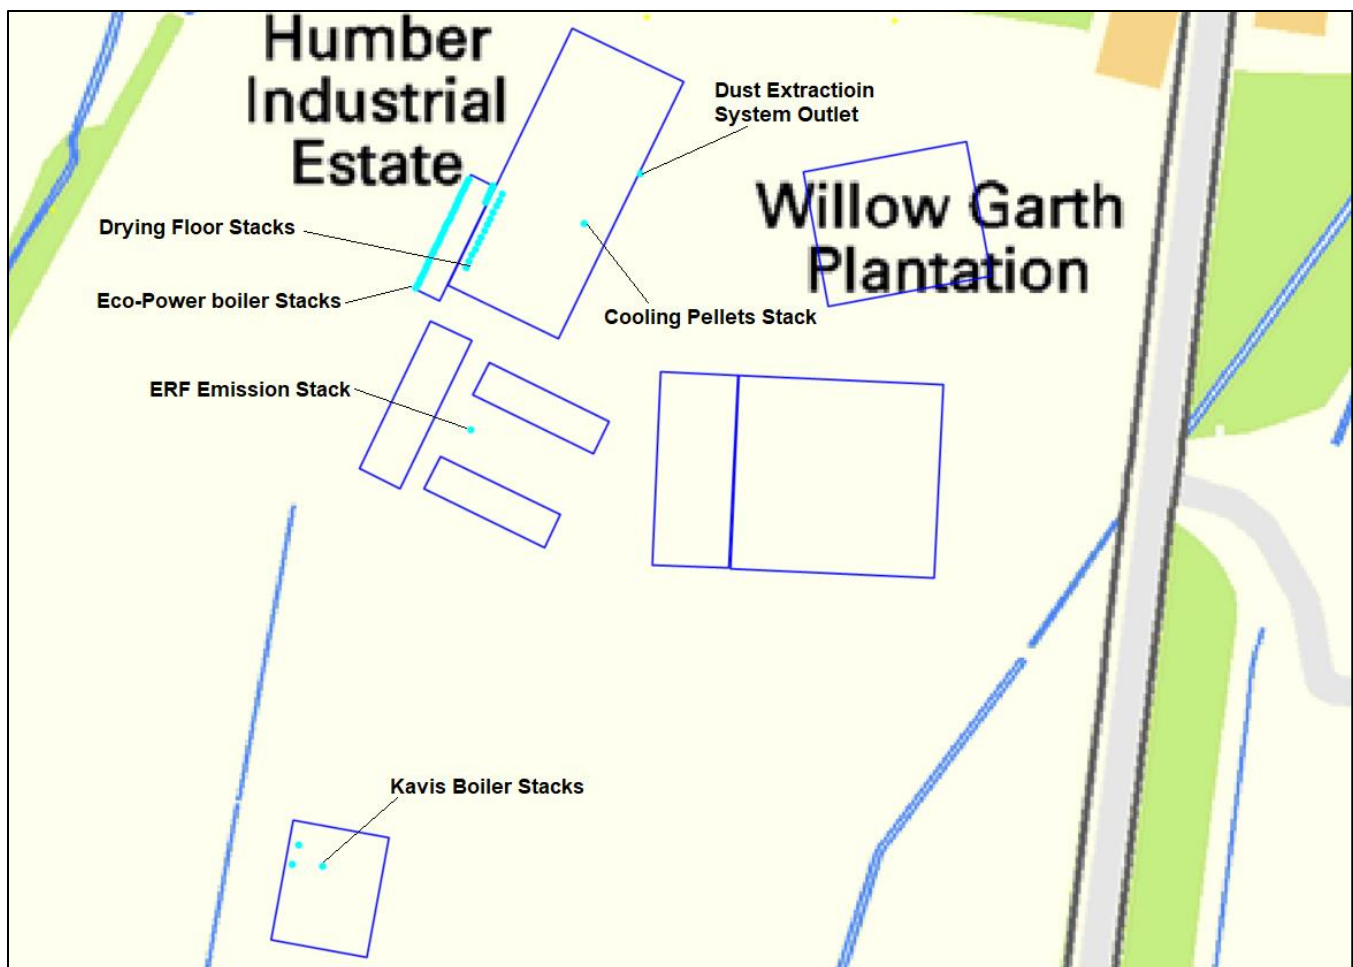 Humber
Industrial
Estate
Dust Extractioin
System Outlet
Willow Garth
Plantation
Drying Floor Stacks
Eco-Power boiler Stacks
Cooling Pellets Stack
ERF Emission Stack
Kavis Boiler Stacks